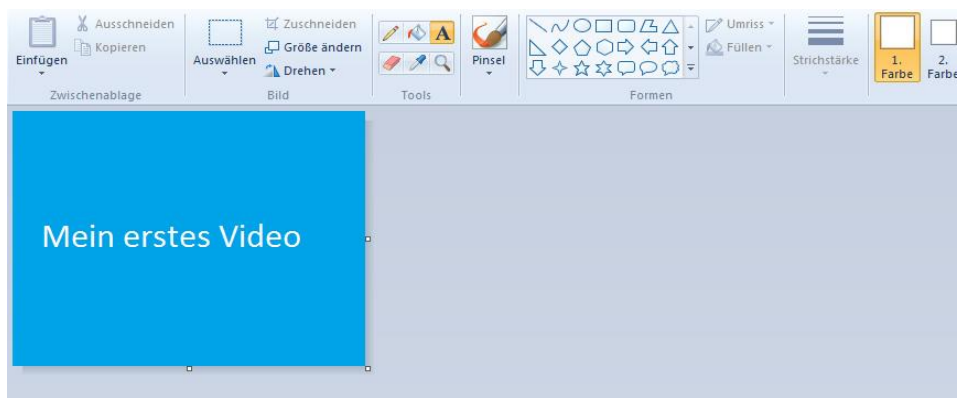 Einfügen
Ausschneiden
Kopieren
Zwischenablage
Auswählen
Zuschneiden
Größe ändern
Drehen
Bild
A
Tools
Pinsel
Umriss
Füllen
Formen
Strichstärke
1.
Farbe
2.
Farbe
Mein erstes Video